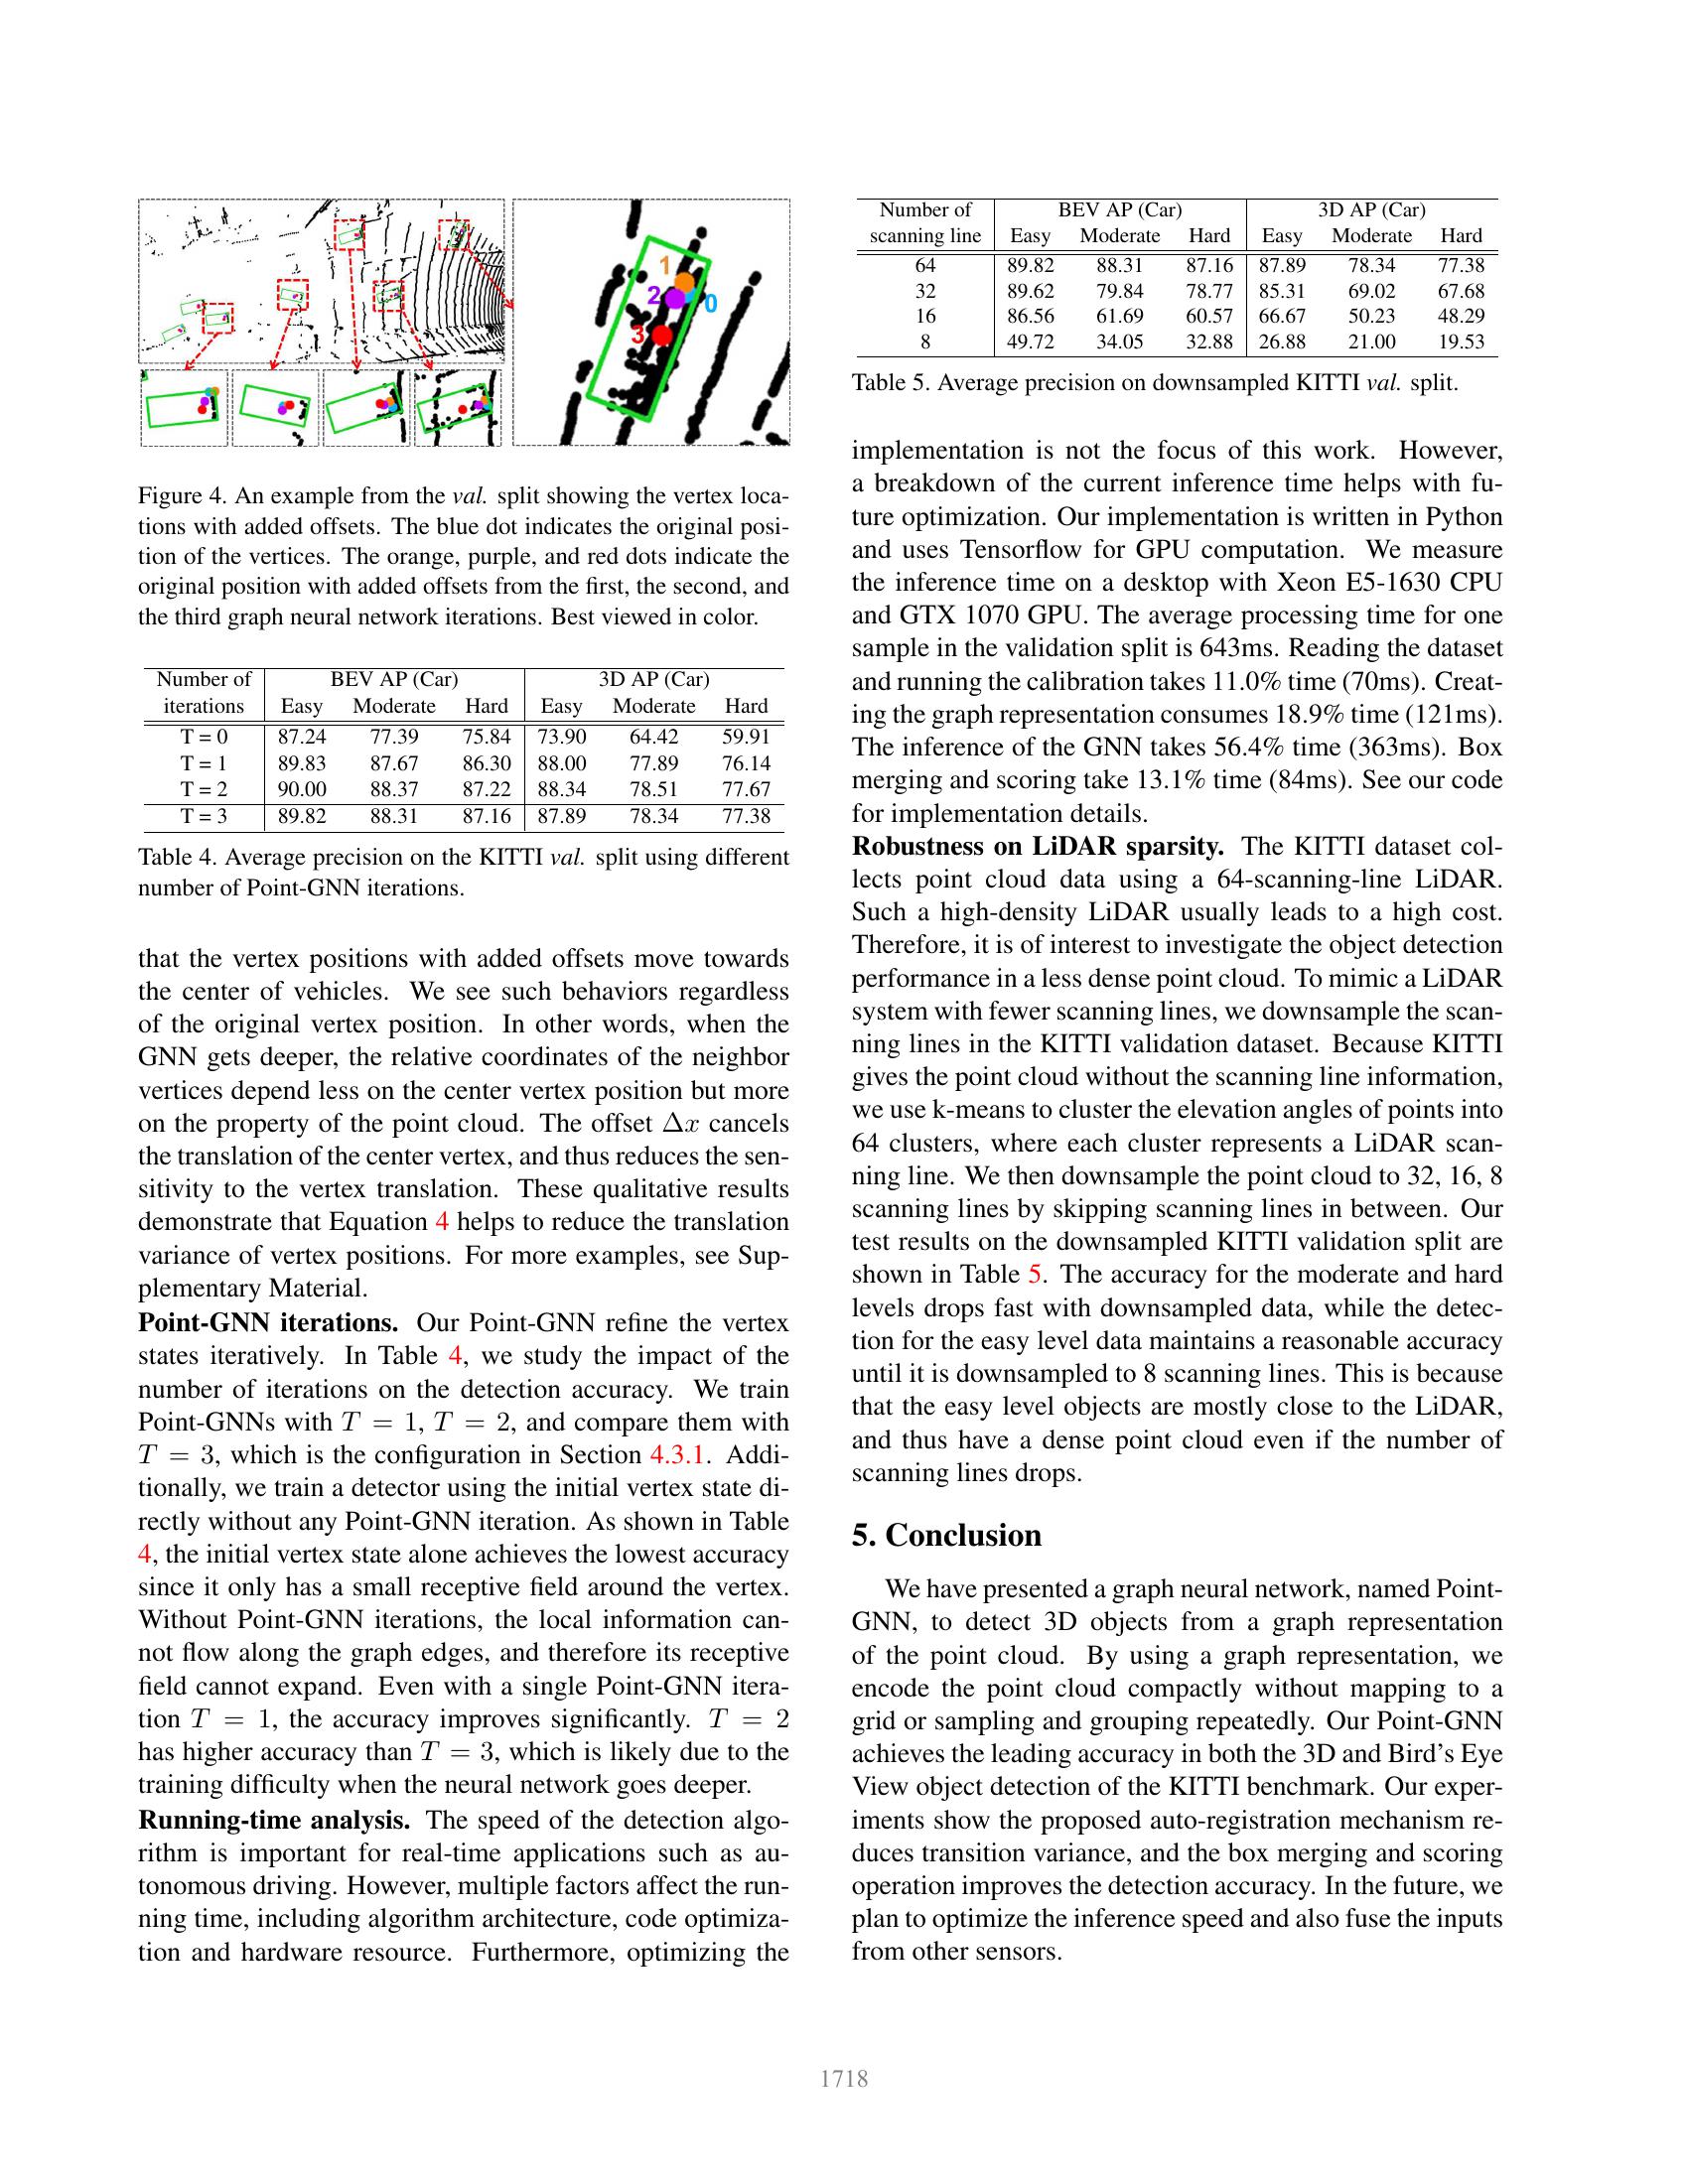 1
2
0
3
Figure 4. An example from the val. split showing the vertex loca-
tions with added offsets. The blue dot indicates the original posi-
tion of the vertices. The orange, purple, and red dots indicate the
original position with added offsets from the first, the second, and
the third graph neural network iterations. Best viewed in color.
Number of BEV AP (Car) 3D AP (Car)
iterations Easy Moderate Hard Easy Moderate Hard
T = 0 87.24 77.39 75.84 73.90 64.42 59.91
T = 1 89.83 87.67 86.30 88.00 77.89 76.14
T = 2 90.00 88.37 87.22 88.34 78.51 77.67
T = 3 89.82 88.31 87.16 87.89 78.34 77.38
Table 4. Average precision on the KITTI val. split using different
number of Point-GNN iterations.
that the vertex positions with added offsets move towards
the center of vehicles. We see such behaviors regardless
of the original vertex position. In other words, when the
GNN gets deeper, the relative coordinates of the neighbor
vertices depend less on the center vertex position but more
on the property of the point cloud. The offset Δx cancels
the translation of the center vertex, and thus reduces the sen-
sitivity to the vertex translation. These qualitative results
demonstrate that Equation 4 helps to reduce the translation
variance of vertex positions. For more examples, see Sup-
plementary Material.
Point-GNN iterations. Our Point-GNN refine the vertex
states iteratively. In Table 4, we study the impact of the
number of iterations on the detection accuracy. We train
Point-GNNs with T = 1, T = 2, and compare them with
T = 3, which is the configuration in Section 4.3.1. Addi-
tionally, we train a detector using the initial vertex state di-
rectly without any Point-GNN iteration. As shown in Table
4, the initial vertex state alone achieves the lowest accuracy
since it only has a small receptive field around the vertex.
Without Point-GNN iterations, the local information can-
not flow along the graph edges, and therefore its receptive
field cannot expand. Even with a single Point-GNN itera-
tion T = 1, the accuracy improves significantly. T = 2
has higher accuracy than T = 3, which is likely due to the
training difficulty when the neural network goes deeper.
Running-time analysis. The speed of the detection algo-
rithm is important for real-time applications such as au-
tonomous driving. However, multiple factors affect the run-
ning time, including algorithm architecture, code optimiza-
tion and hardware resource. Furthermore, optimizing the
Number of BEV AP (Car) 3D AP (Car)
scanning line Easy Moderate Hard Easy Moderate Hard
64 89.82 88.31 87.16 87.89 78.34 77.38
32 89.62 79.84 78.77 85.31 69.02 67.68
16 86.56 61.69 60.57 66.67 50.23 48.29
8 49.72 34.05 32.88 26.88 21.00 19.53
Table 5. Average precision on downsampled KITTI val. split.
implementation is not the focus of this work. However,
a breakdown of the current inference time helps with fu-
ture optimization. Our implementation is written in Python
and uses Tensorflow for GPU computation. We measure
the inference time on a desktop with Xeon E5-1630 CPU
and GTX 1070 GPU. The average processing time for one
sample in the validation split is 643ms. Reading the dataset
and running the calibration takes 11.0% time (70ms). Creat-
ing the graph representation consumes 18.9% time (121ms).
The inference of the GNN takes 56.4% time (363ms). Box
merging and scoring take 13.1% time (84ms). See our code
for implementation details.
Robustness on LiDAR sparsity. The KITTI dataset col-
lects point cloud data using a 64-scanning-line LiDAR.
Such a high-density LiDAR usually leads to a high cost.
Therefore, it is of interest to investigate the object detection
performance in a less dense point cloud. To mimic a LiDAR
system with fewer scanning lines, we downsample the scan-
ning lines in the KITTI validation dataset. Because KITTI
gives the point cloud without the scanning line information,
we use k-means to cluster the elevation angles of points into
64 clusters, where each cluster represents a LiDAR scan-
ning line. We then downsample the point cloud to 32, 16, 8
scanning lines by skipping scanning lines in between. Our
test results on the downsampled KITTI validation split are
shown in Table 5. The accuracy for the moderate and hard
levels drops fast with downsampled data, while the detec-
tion for the easy level data maintains a reasonable accuracy
until it is downsampled to 8 scanning lines. This is because
that the easy level objects are mostly close to the LiDAR,
and thus have a dense point cloud even if the number of
scanning lines drops.
5. Conclusion
We have presented a graph neural network, named Point-
GNN, to detect 3D objects from a graph representation
of the point cloud. By using a graph representation, we
encode the point cloud compactly without mapping to a
grid or sampling and grouping repeatedly. Our Point-GNN
achieves the leading accuracy in both the 3D and Bird's Eye
View object detection of the KITTI benchmark. Our exper-
iments show the proposed auto-registration mechanism re-
duces transition variance, and the box merging and scoring
operation improves the detection accuracy. In the future, we
plan to optimize the inference speed and also fuse the inputs
from other sensors.
1718